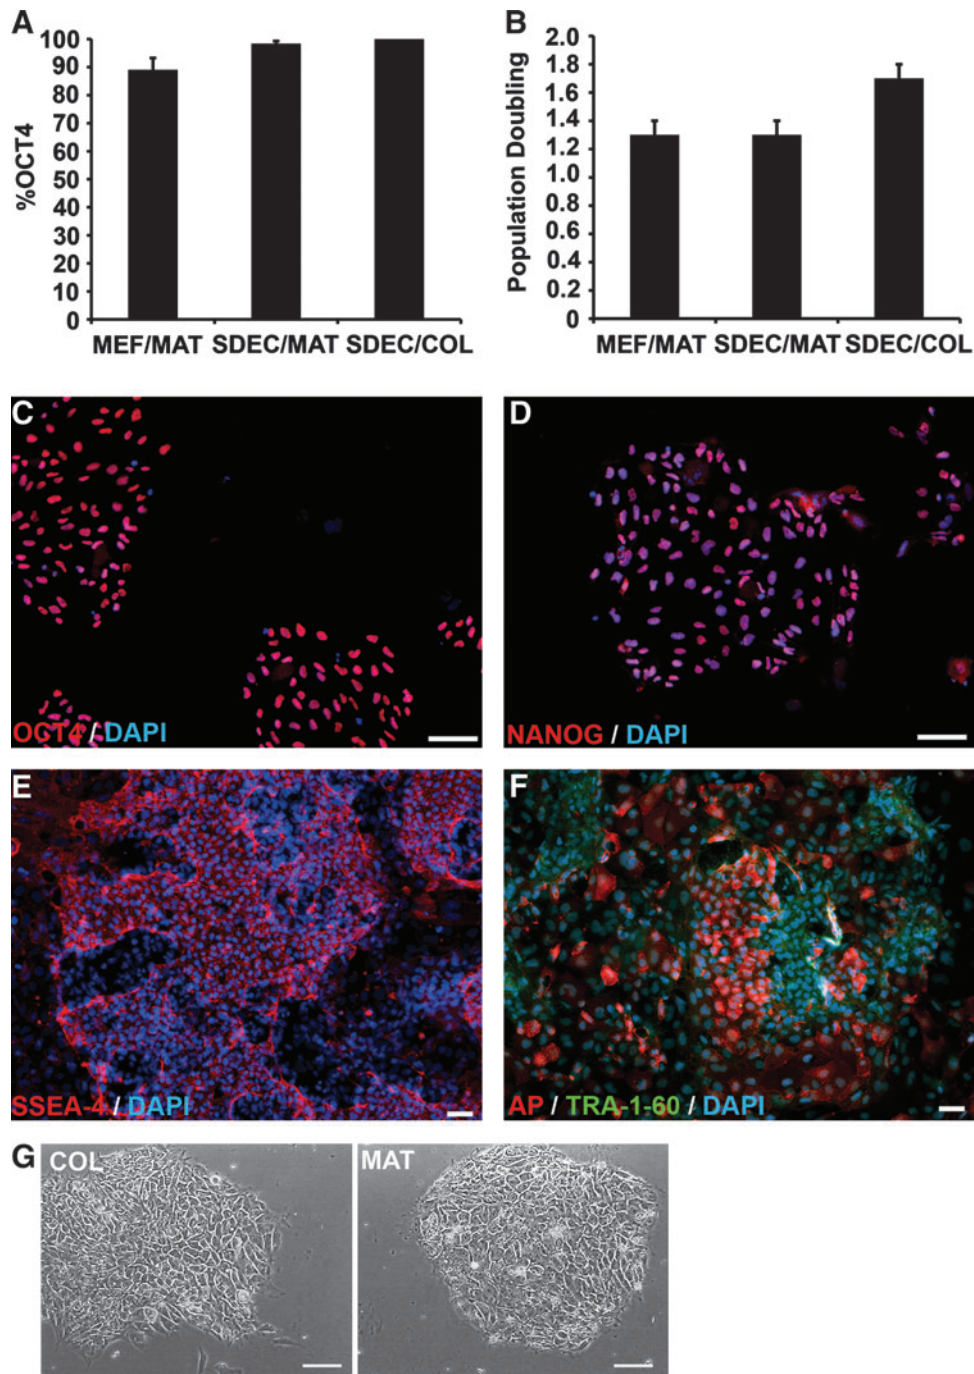 A
100
90
80
70
60
50
40
30
20
10
0
%OCT4
MEF/MAT SDEC/MAT SDEC/COL
B
2.0
1.8
1.6
1.4
1.2
1.0
0.8
0.6
0.4
0.2
0
Population Doubling
MEF/MAT SDEC/MAT SDEC/COL
C
OCT4 / DAPI
D
NANOG / DAPI
E
SSEA-4 / DAPI
F
AP / TRA-1-60 / DAPI
G
COL
MAT